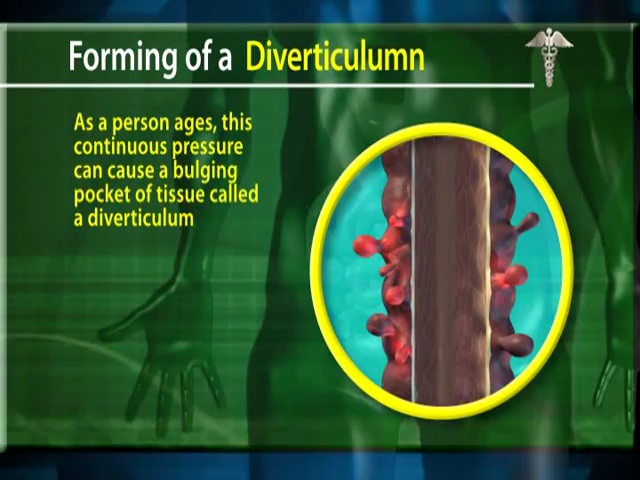 Forming of a Diverticulumn
As a person ages, this
continuous pressure
can cause a bulging
pocket of tissue called
a diverticulum